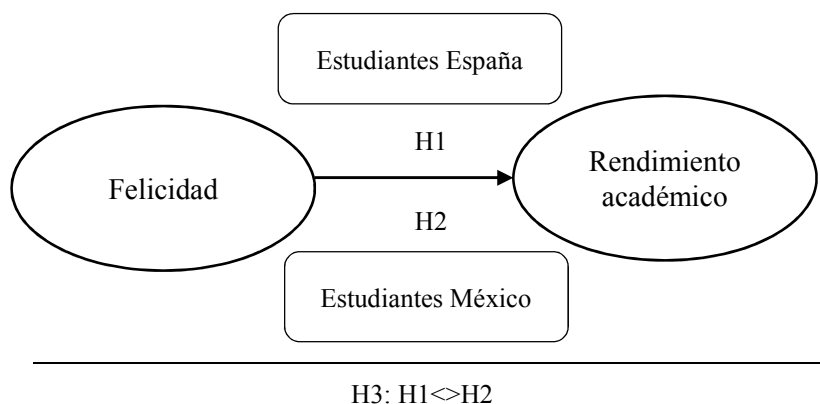 Estudiantes España
H1
Felicidad
Rendimiento
académico
H2
Estudiantes México
H3: H1<>H2